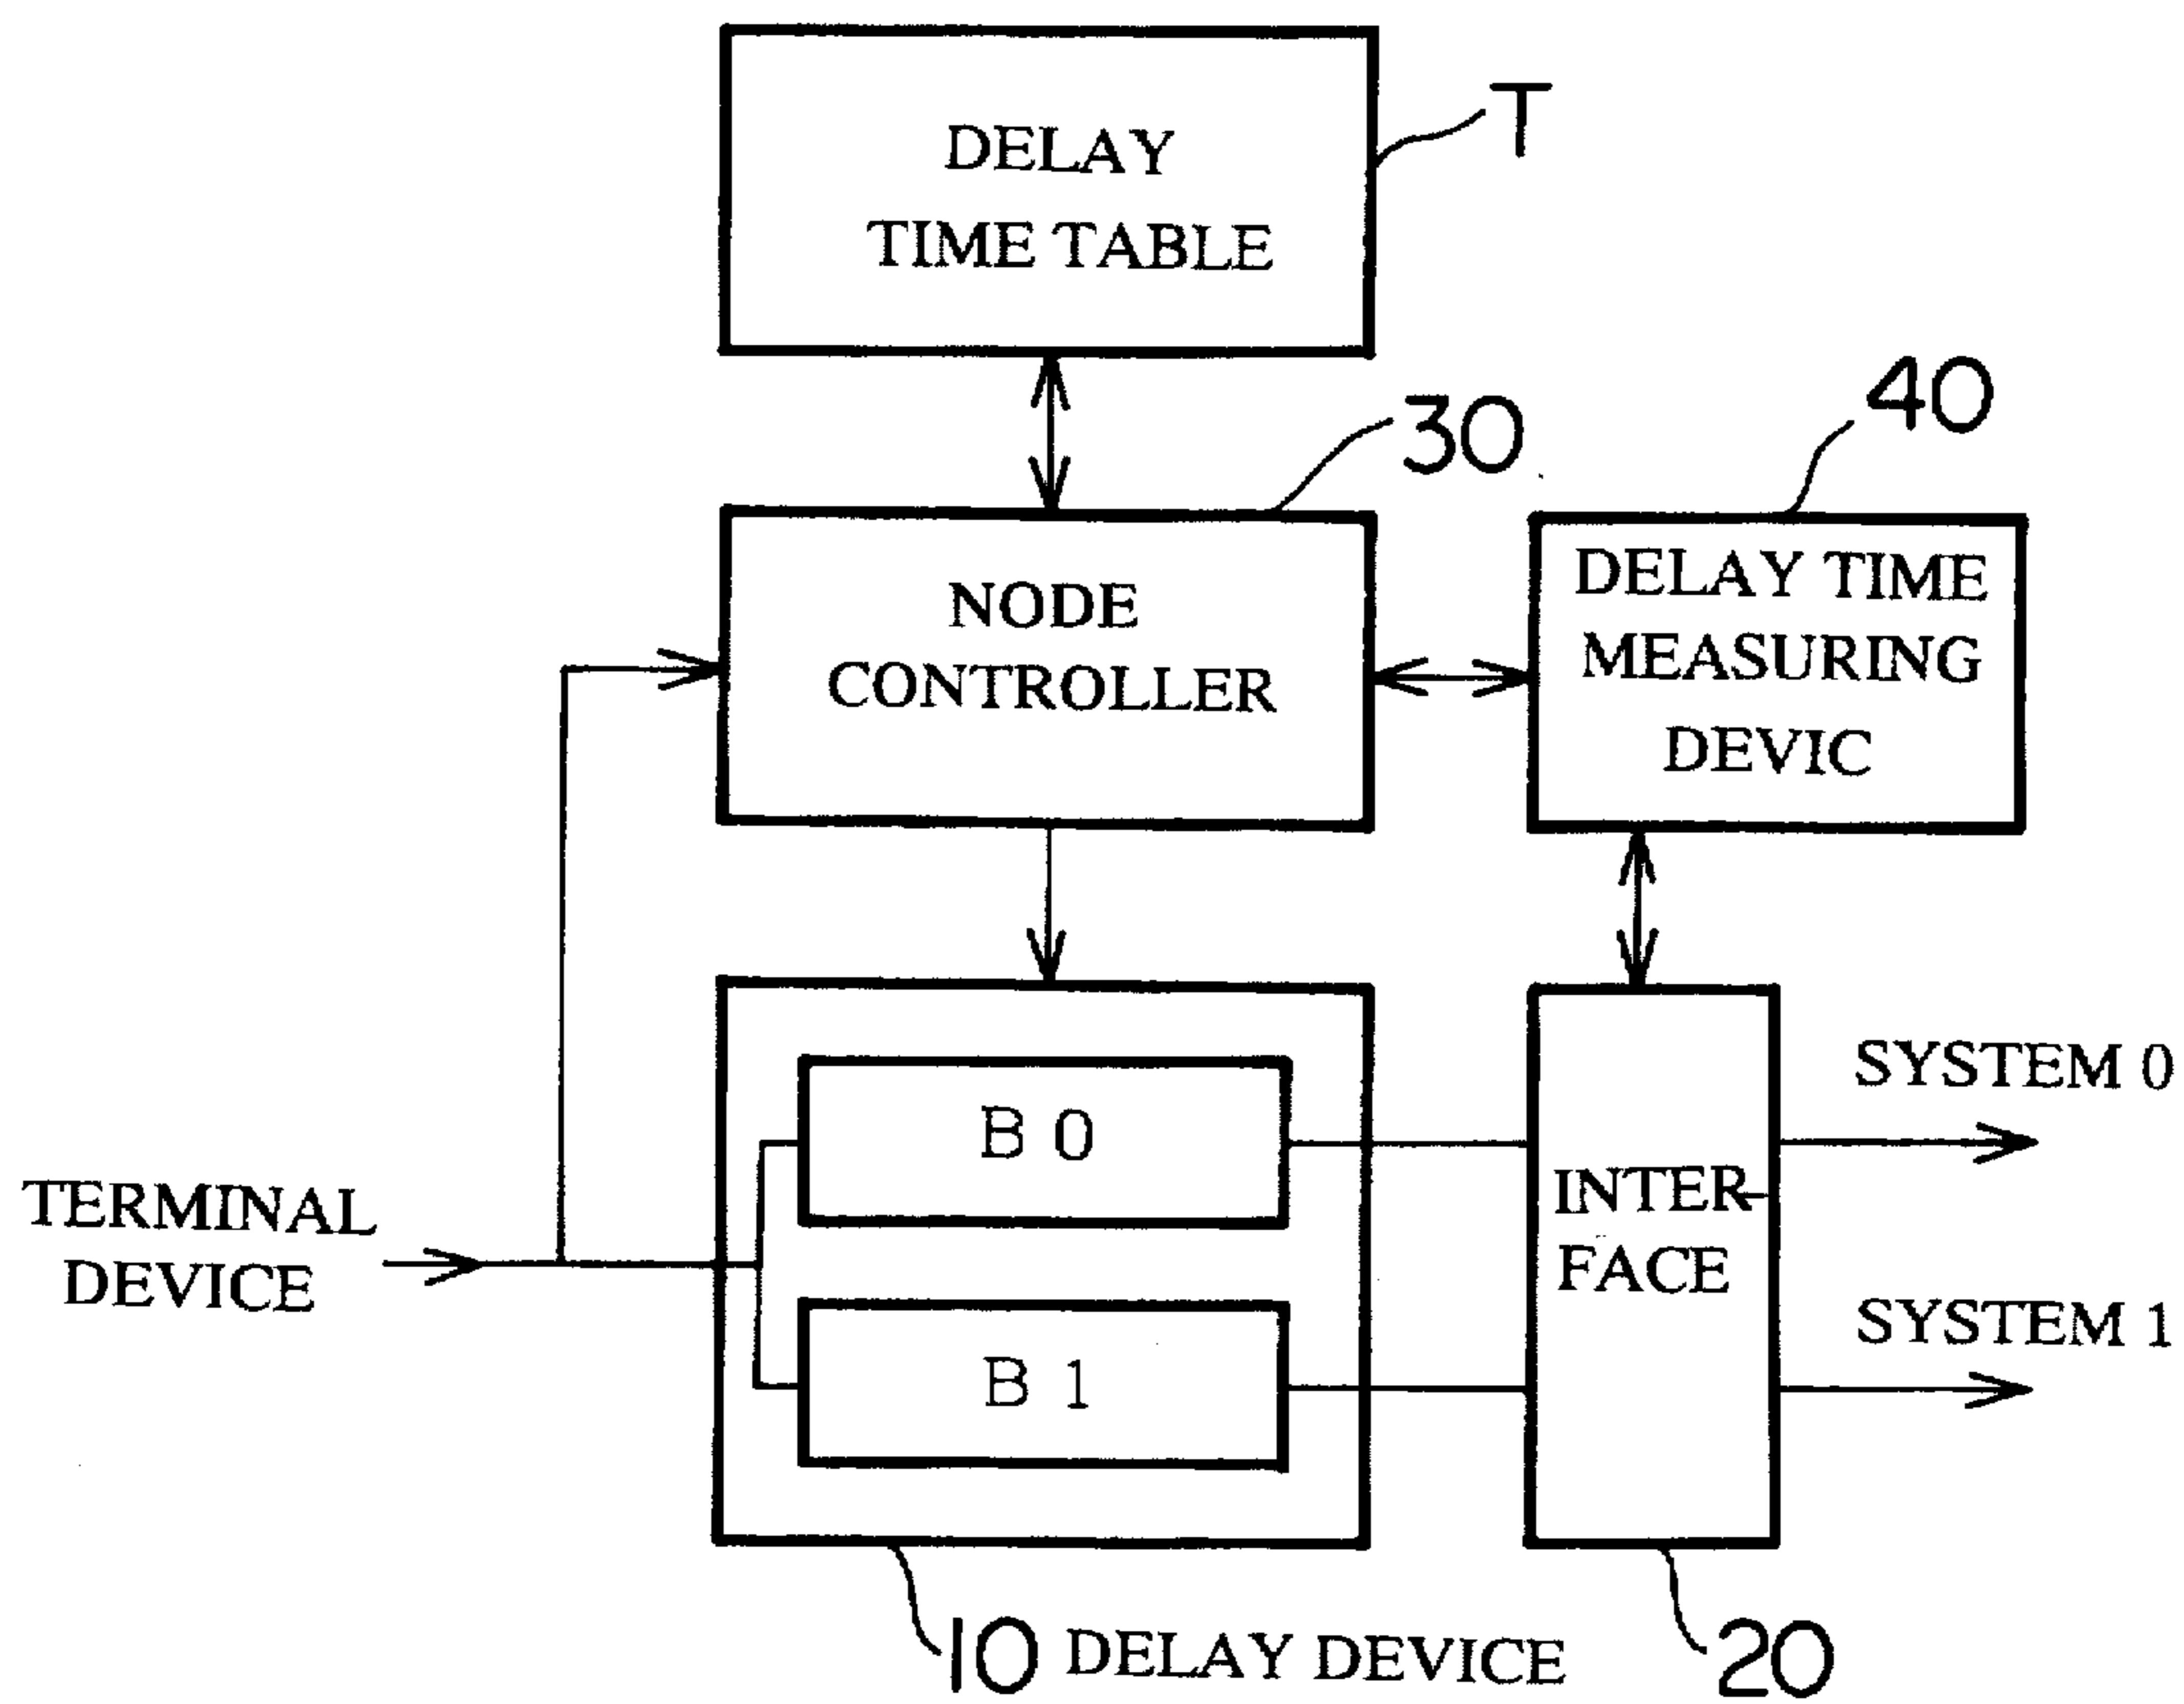 DELAY
TIME TABLE
T
30
40
NODE
CONTROLLER
DELAY TIME
MEASURING
DEVIC
TERMINAL
DEVICE
B 0
B 1
INTER-
FACE
SYSTEM 0
SYSTEM 1
10 DELAY DEVICE
20